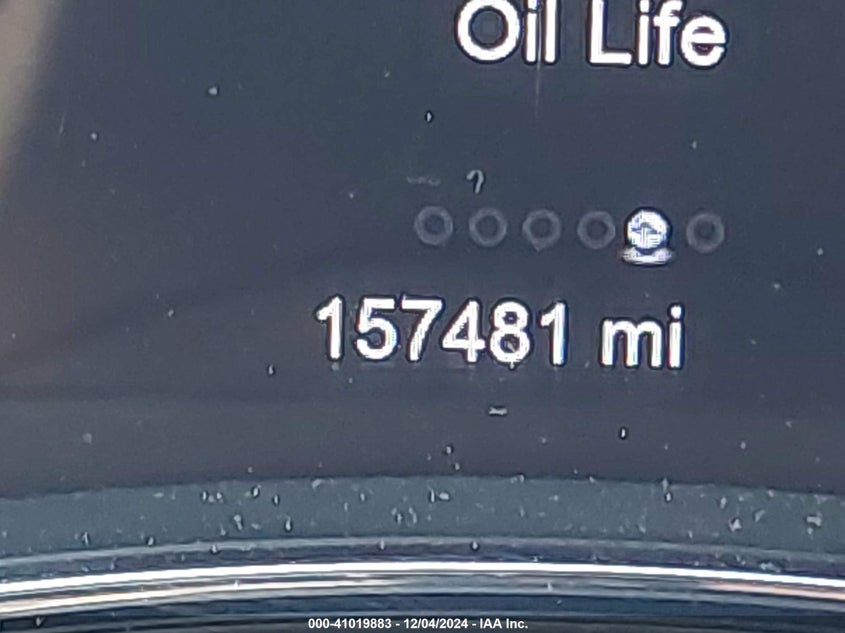 Oil Life
157481 mi
000-41019883 - 12/04/2024 - IAA Inc.